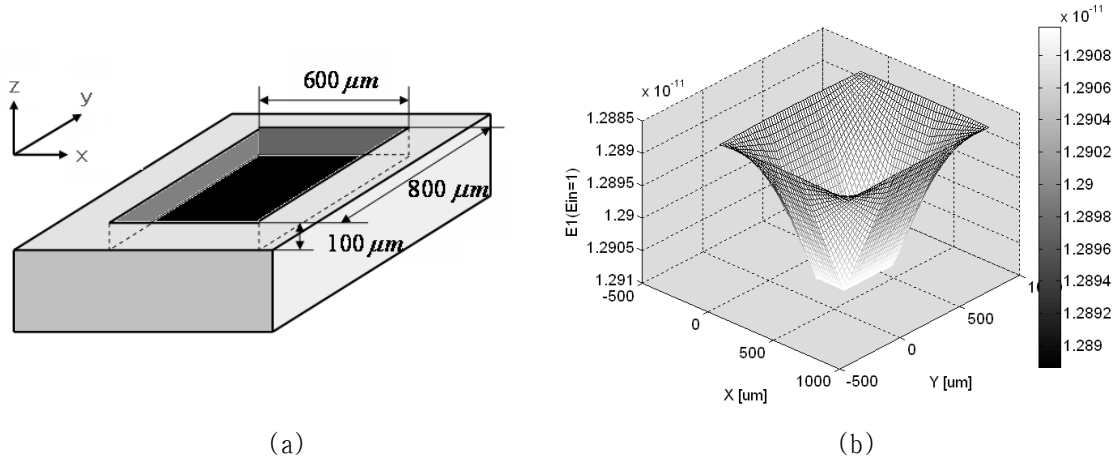 z
y
x
600 μm
800 μm
100 μm
(a)
x 10⁻¹¹
1.2885
1.289
1.2895
1.29
1.2905
1.291
E1(Ein=1)
-500
0
500
1000
X [um]
-500
0
500
Y [um]
x 10⁻¹¹
1.2908
1.2906
1.2904
1.2902
1.29
1.2898
1.2896
1.2894
1.2892
1.289
(b)